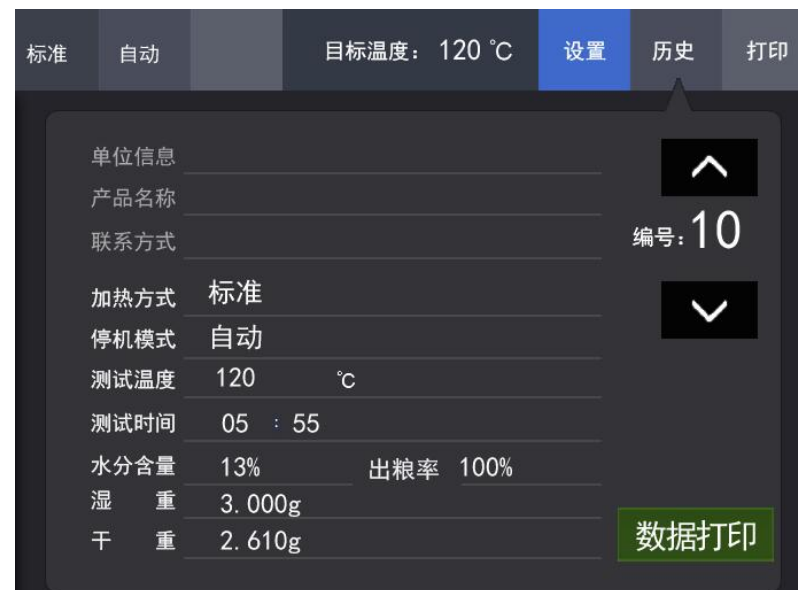 标准 自动 目标温度： 120 ℃ 设置 历史 打印
单位信息
产品名称
联系方式
编号：10
加热方式 标准
停机模式 自动
测试温度 120 ℃
测试时间 05 : 55
水分含量 13% 出粮率 100%
湿 重 3.000g
干 重 2.610g
数据打印